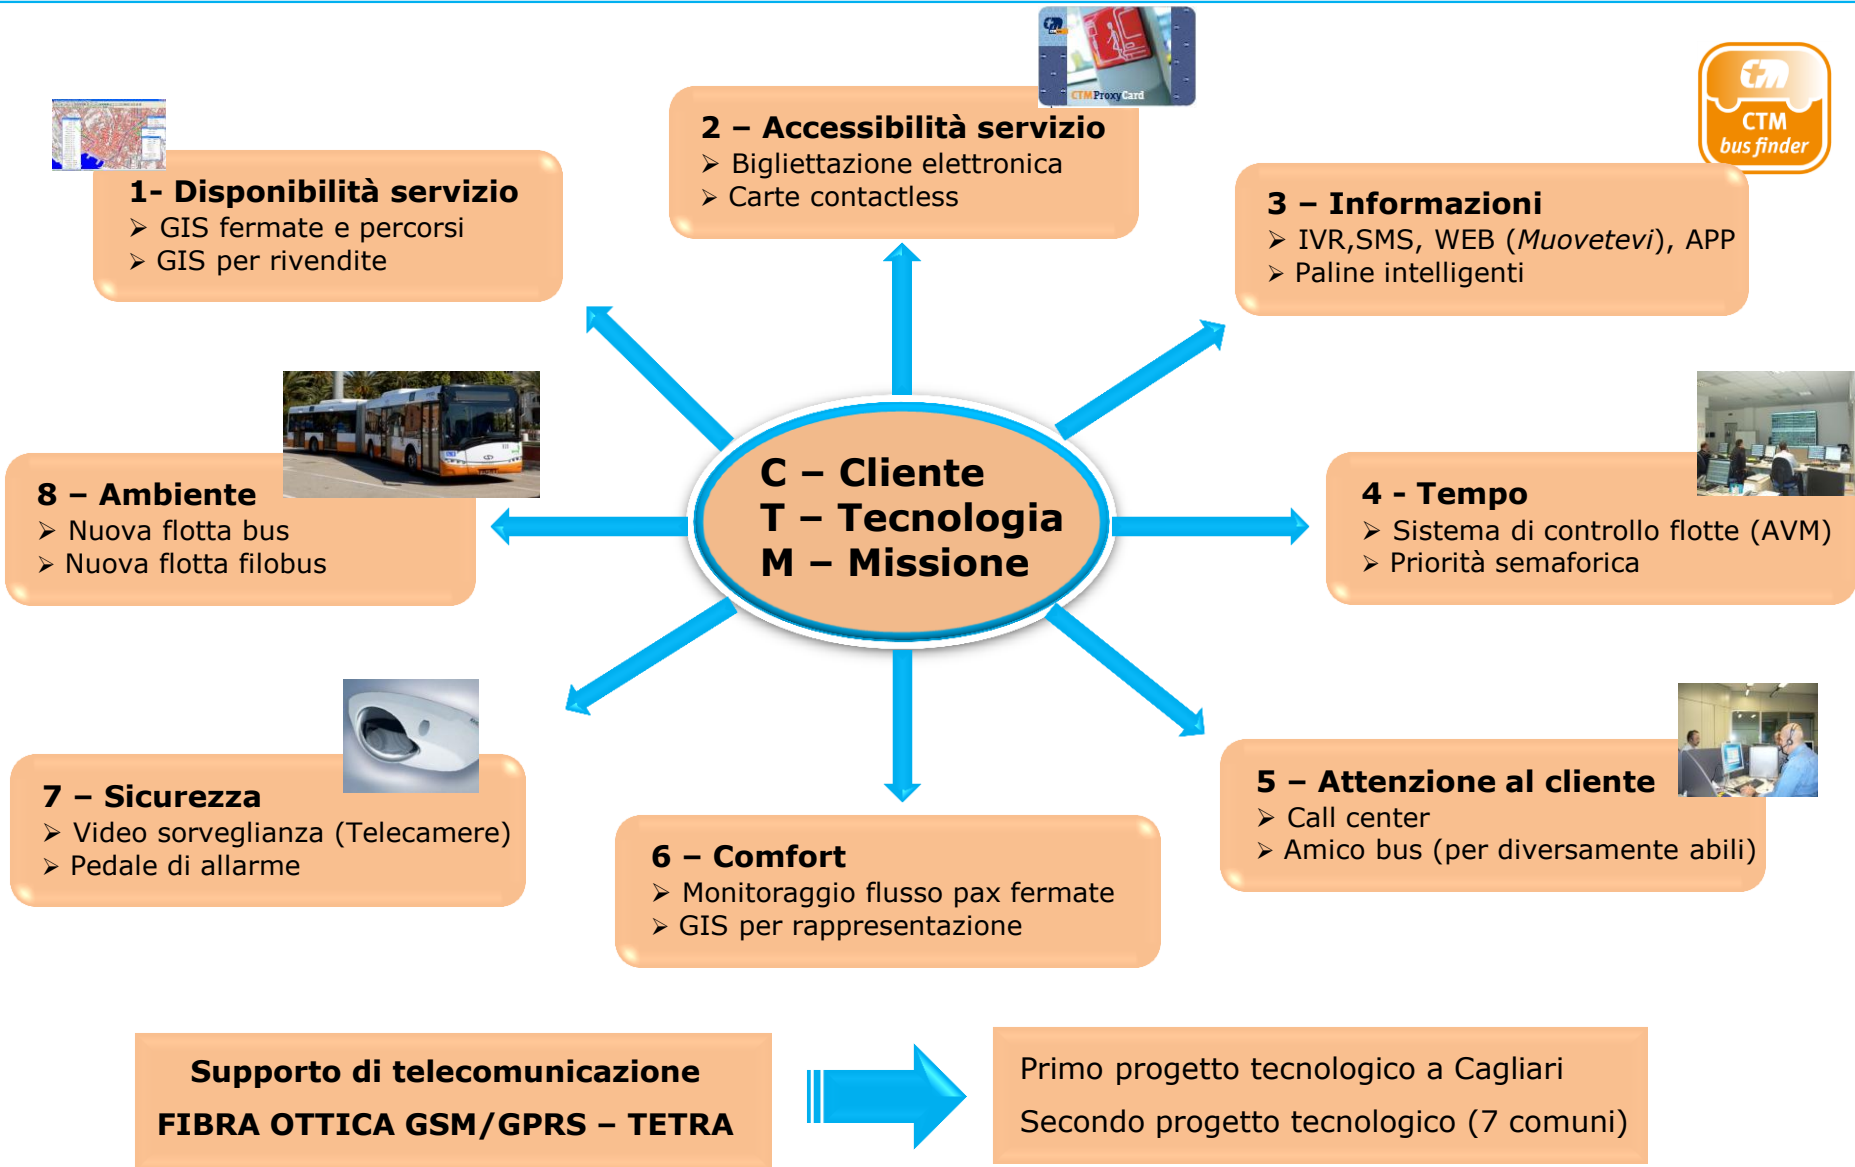 CTM ProxyCard
CTM
bus finder
1- Disponibilità servizio
➢ GIS fermate e percorsi
➢ GIS per rivendite
2 – Accessibilità servizio
➢ Bigliettazione elettronica
➢ Carte contactless
3 – Informazioni
➢ IVR,SMS, WEB (Muovetevi), APP
➢ Paline intelligenti
8 – Ambiente
➢ Nuova flotta bus
➢ Nuova flotta filobus
C – Cliente
T – Tecnologia
M – Missione
4 - Tempo
➢ Sistema di controllo flotte (AVM)
➢ Priorità semaforica
7 – Sicurezza
➢ Video sorveglianza (Telecamere)
➢ Pedale di allarme
6 – Comfort
➢ Monitoraggio flusso pax fermate
➢ GIS per rappresentazione
5 – Attenzione al cliente
➢ Call center
➢ Amico bus (per diversamente abili)
Supporto di telecomunicazione
FIBRA OTTICA GSM/GPRS – TETRA
Primo progetto tecnologico a Cagliari
Secondo progetto tecnologico (7 comuni)